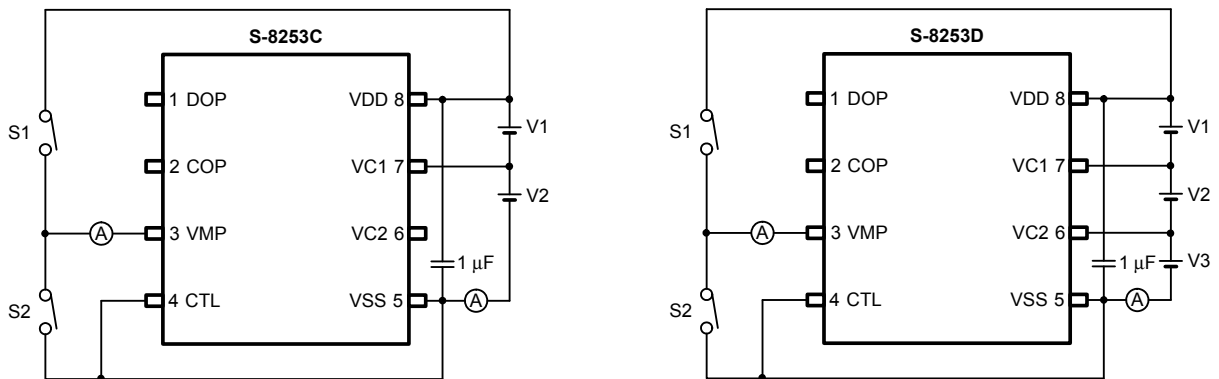 S-8253C
1 DOP
VDD 8
S1
V1
2 COP
VC1 7
V2
A
3 VMP
VC2 6
1 μF
S2
4 CTL
VSS 5
A
S-8253D
1 DOP
VDD 8
S1
V1
2 COP
VC1 7
V2
A
3 VMP
VC2 6
1 μF
V3
S2
4 CTL
VSS 5
A